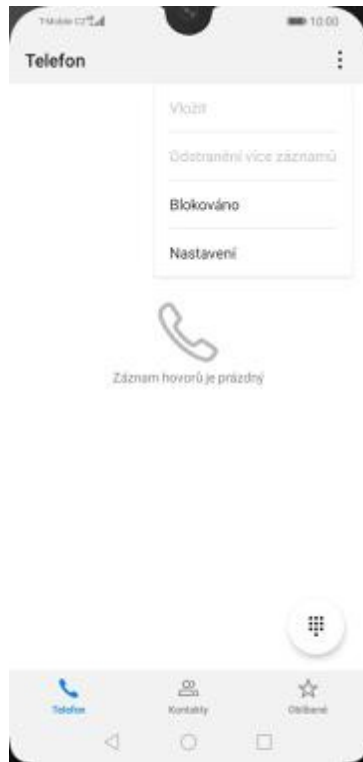 T-Mobile CZ
10:00
Telefon
Vložit
Odstranění více záznamů
Blokováno
Nastavení
Záznam hovorů je prázdný
Telefon
Kontakty
Oblíbené